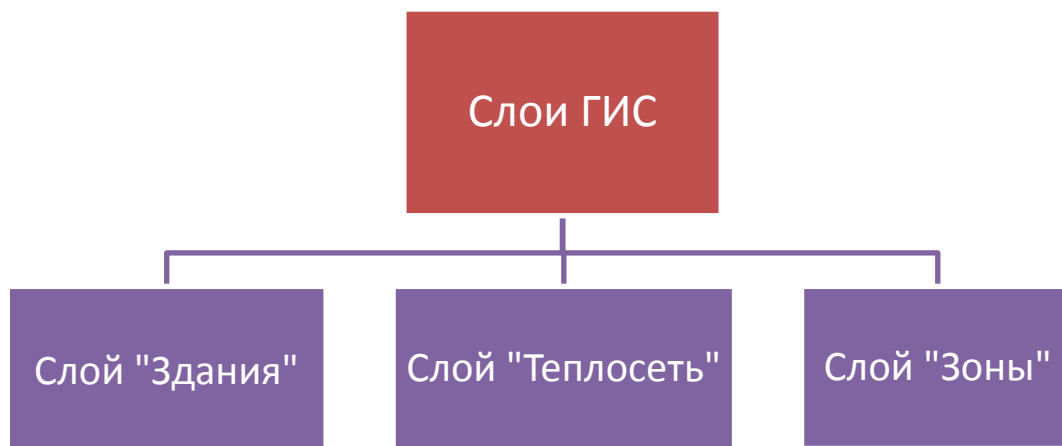 Слои ГИС
Слой "Здания"
Слой "Теплосеть"
Слой "Зоны"